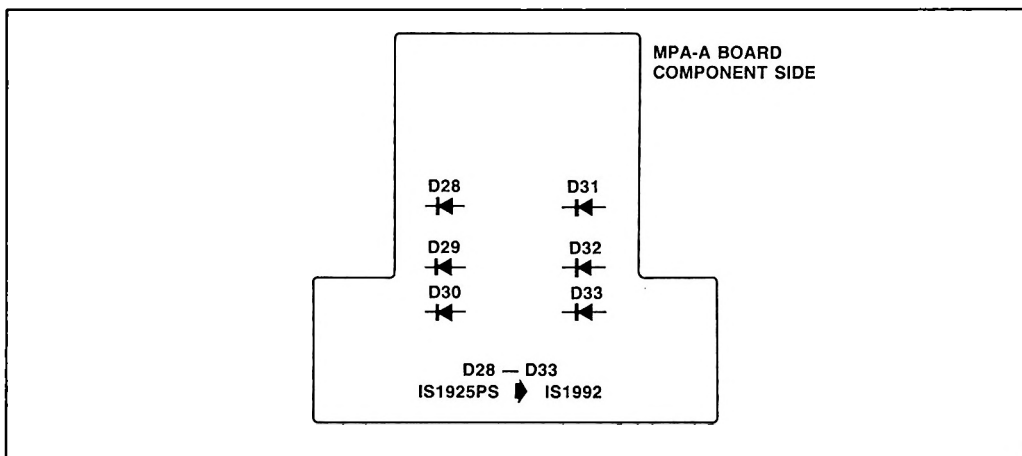 MPA-A BOARD
COMPONENT SIDE
D28
D31
D29
D32
D30
D33
D28 — D33
IS1925PS IS1992